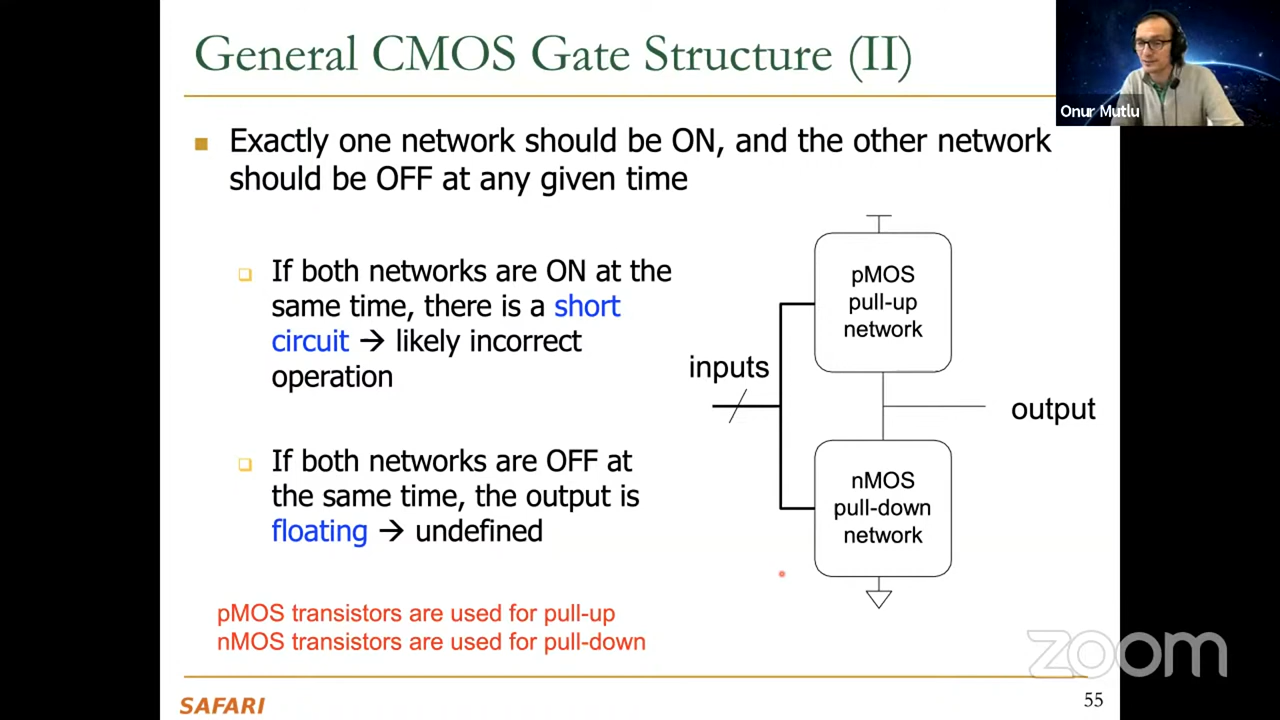 General CMOS Gate Structure (II)
Onur Mutlu
Exactly one network should be ON, and the other network
should be OFF at any given time
If both networks are ON at the
same time, there is a short
circuit → likely incorrect
operation
If both networks are OFF at
the same time, the output is
floating → undefined
pMOS
pull-up
network
inputs
output
nMOS
pull-down
network
pMOS transistors are used for pull-up
nMOS transistors are used for pull-down
zoom
SAFARI
55